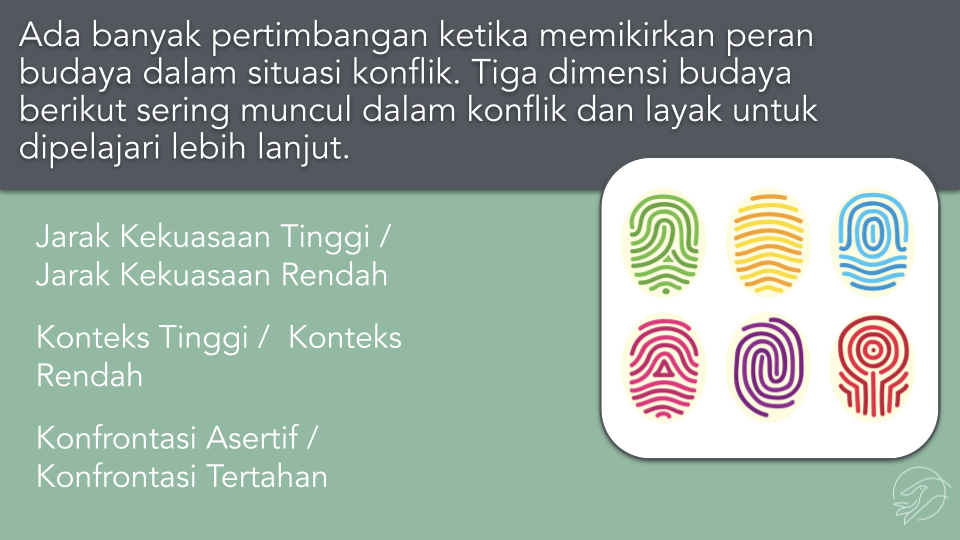 Ada banyak pertimbangan ketika memikirkan peran
budaya dalam situasi konflik. Tiga dimensi budaya
berikut sering muncul dalam konflik dan layak untuk
dipelajari lebih lanjut.
Jarak Kekuasaan Tinggi /
Jarak Kekuasaan Rendah
Konteks Tinggi /  Konteks
Rendah
Konfrontasi Asertif /
Konfrontasi Tertahan